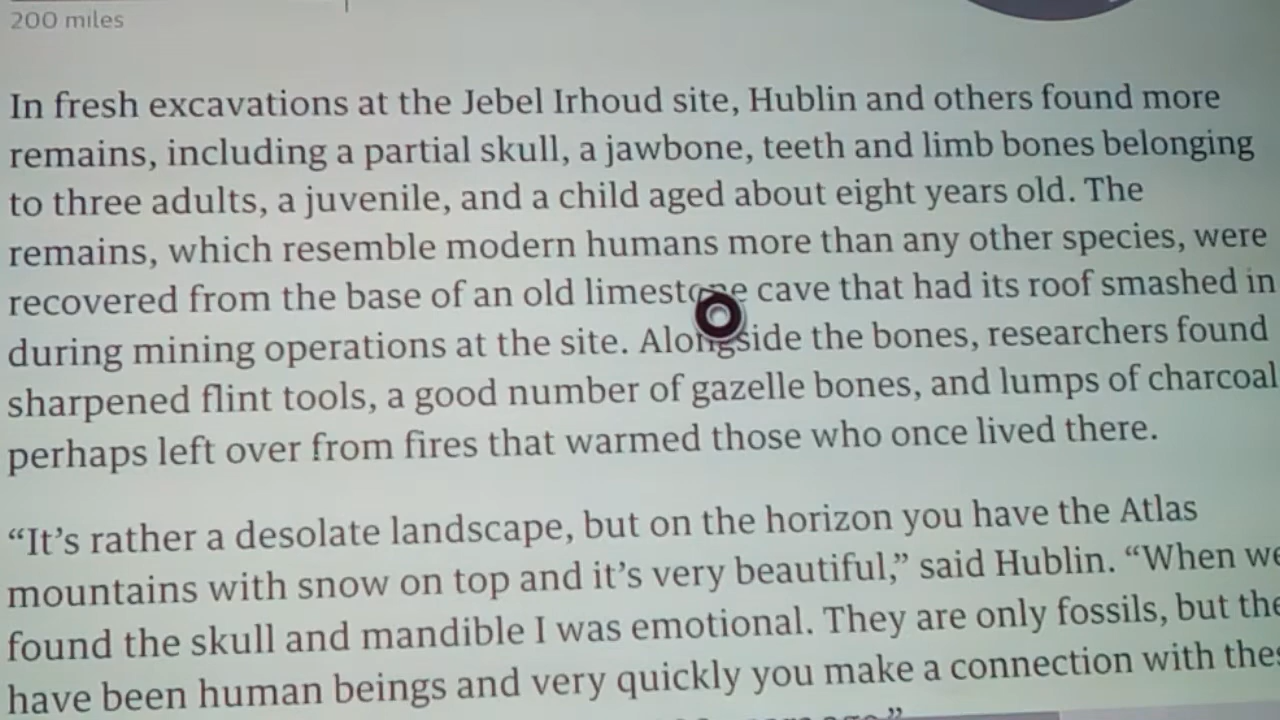 200 miles
In fresh excavations at the Jebel Irhoud site, Hublin and others found more
remains, including a partial skull, a jawbone, teeth and limb bones belonging
to three adults, a juvenile, and a child aged about eight years old. The
remains, which resemble modern humans more than any other species, were
recovered from the base of an old limestone cave that had its roof smashed in
during mining operations at the site. Alongside the bones, researchers found
sharpened flint tools, a good number of gazelle bones, and lumps of charcoal
perhaps left over from fires that warmed those who once lived there.
“It’s rather a desolate landscape, but on the horizon you have the Atlas
mountains with snow on top and it’s very beautiful,” said Hublin. “When we
found the skull and mandible I was emotional. They are only fossils, but
have been human beings and very quickly you make a connection with